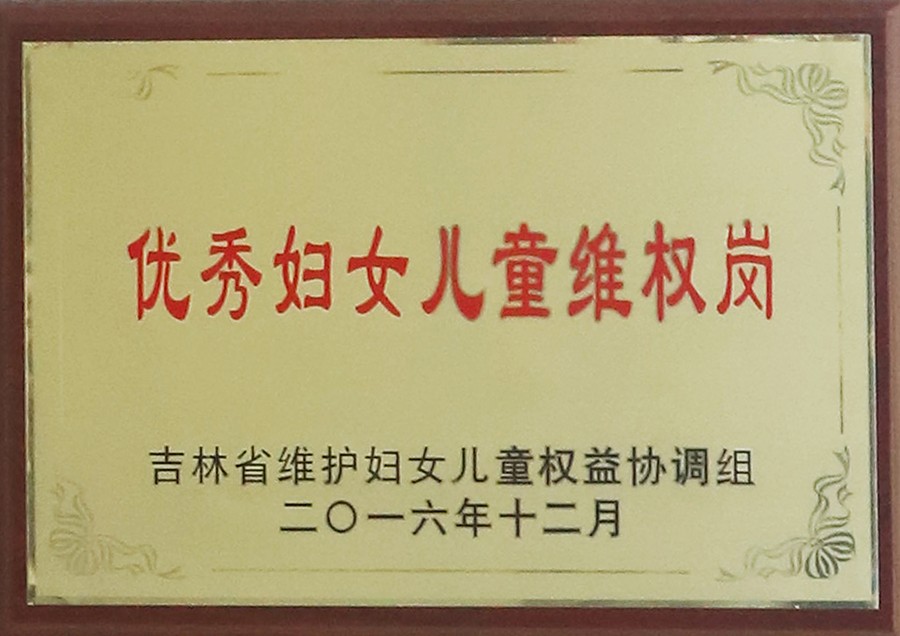 优秀妇女儿童维权岗
吉林省维护妇女儿童权益协调组
二〇一六年十二月